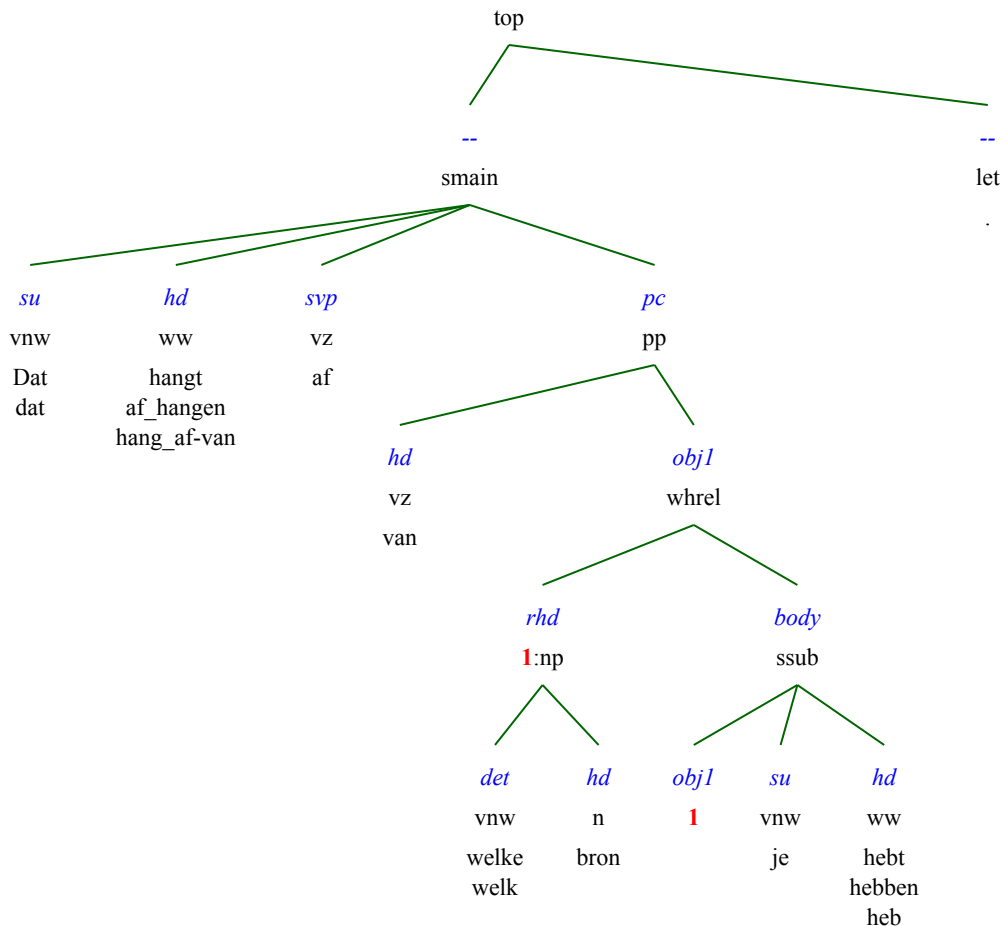 top
-- --
smain let
.
su hd svp pc
vnw ww vz pp
Dat hangt af
dat af_hangen
hang_af-van
hd obj1
vz whrel
van
rhd body
1:np ssub
det hd obj1 su hd
vnw n 1 vnw ww
welke bron je hebt
welk hebben
heb